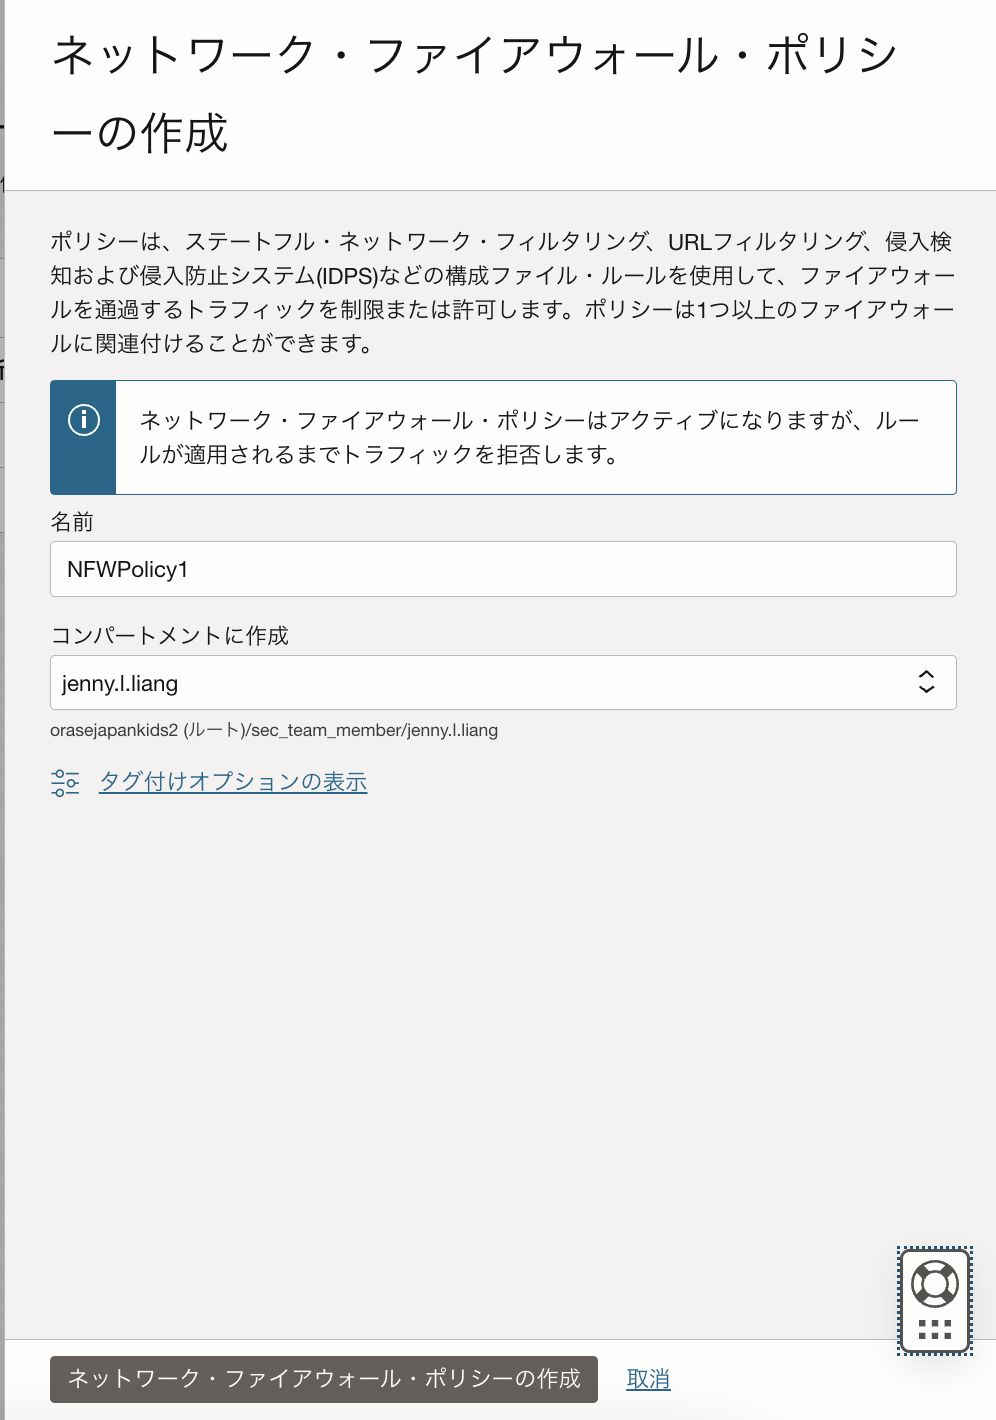 ネットワーク・ファイアウォール・ポリシ
ーの作成
ポリシーは、ステートフル・ネットワーク・フィルタリング、URLフィルタリング、侵入検
知および侵入防止システム(IDPS)などの構成ファイル・ルールを使用して、ファイアウォー
ルを通過するトラフィックを制限または許可します。ポリシーは1つ以上のファイアウォー
ルに関連付けることができます。
ネットワーク・ファイアウォール・ポリシーはアクティブになりますが、ルー
ルが適用されるまでトラフィックを拒否します。
名前
NFWPolicy1
コンパートメントに作成
jenny.l.liang
orasejapankids2 (ルート)/sec_team_member/jenny.l.liang
タグ付けオプションの表示
ネットワーク・ファイアウォール・ポリシーの作成 取消